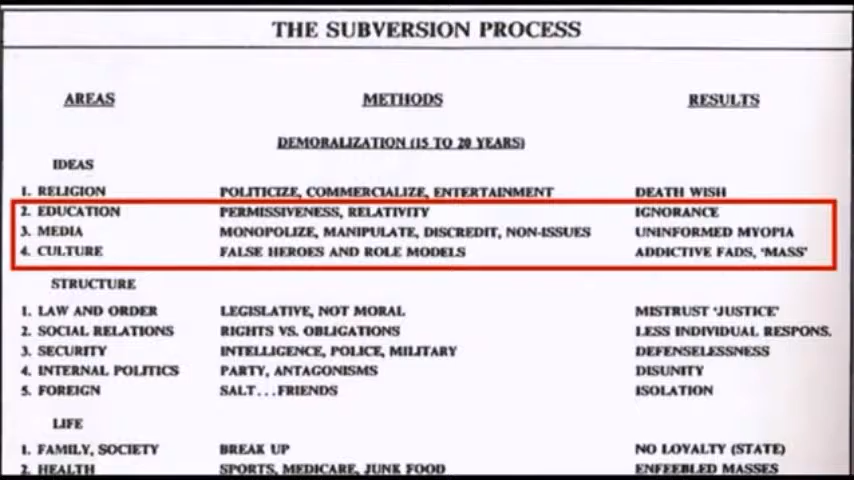 THE SUBVERSION PROCESS
AREAS METHODS RESULTS
DEMORALIZATION (15 TO 20 YEARS)
IDEAS
1. RELIGION POLITICIZE, COMMERCIALIZE, ENTERTAINMENT DEATH WISH
2. EDUCATION PERMISSIVENESS, RELATIVITY IGNORANCE
3. MEDIA MONOPOLIZE, MANIPULATE, DISCREDIT, NON-ISSUES UNINFORMED MYOPIA
4. CULTURE FALSE HEROES AND ROLE MODELS ADDICTIVE FADS, 'MASS'
STRUCTURE
1. LAW AND ORDER LEGISLATIVE, NOT MORAL MISTRUST 'JUSTICE'
2. SOCIAL RELATIONS RIGHTS VS. OBLIGATIONS LESS INDIVIDUAL RESPONS.
3. SECURITY INTELLIGENCE, POLICE, MILITARY DEFENSELESSNESS
4. INTERNAL POLITICS PARTY, ANTAGONISMS DISUNITY
5. FOREIGN SALT...FRIENDS ISOLATION
LIFE
1. FAMILY, SOCIETY BREAK UP NO LOYALTY (STATE)
2. HEALTH SPORTS, MEDICARE, JUNK FOOD ENFEEBLED MASSES